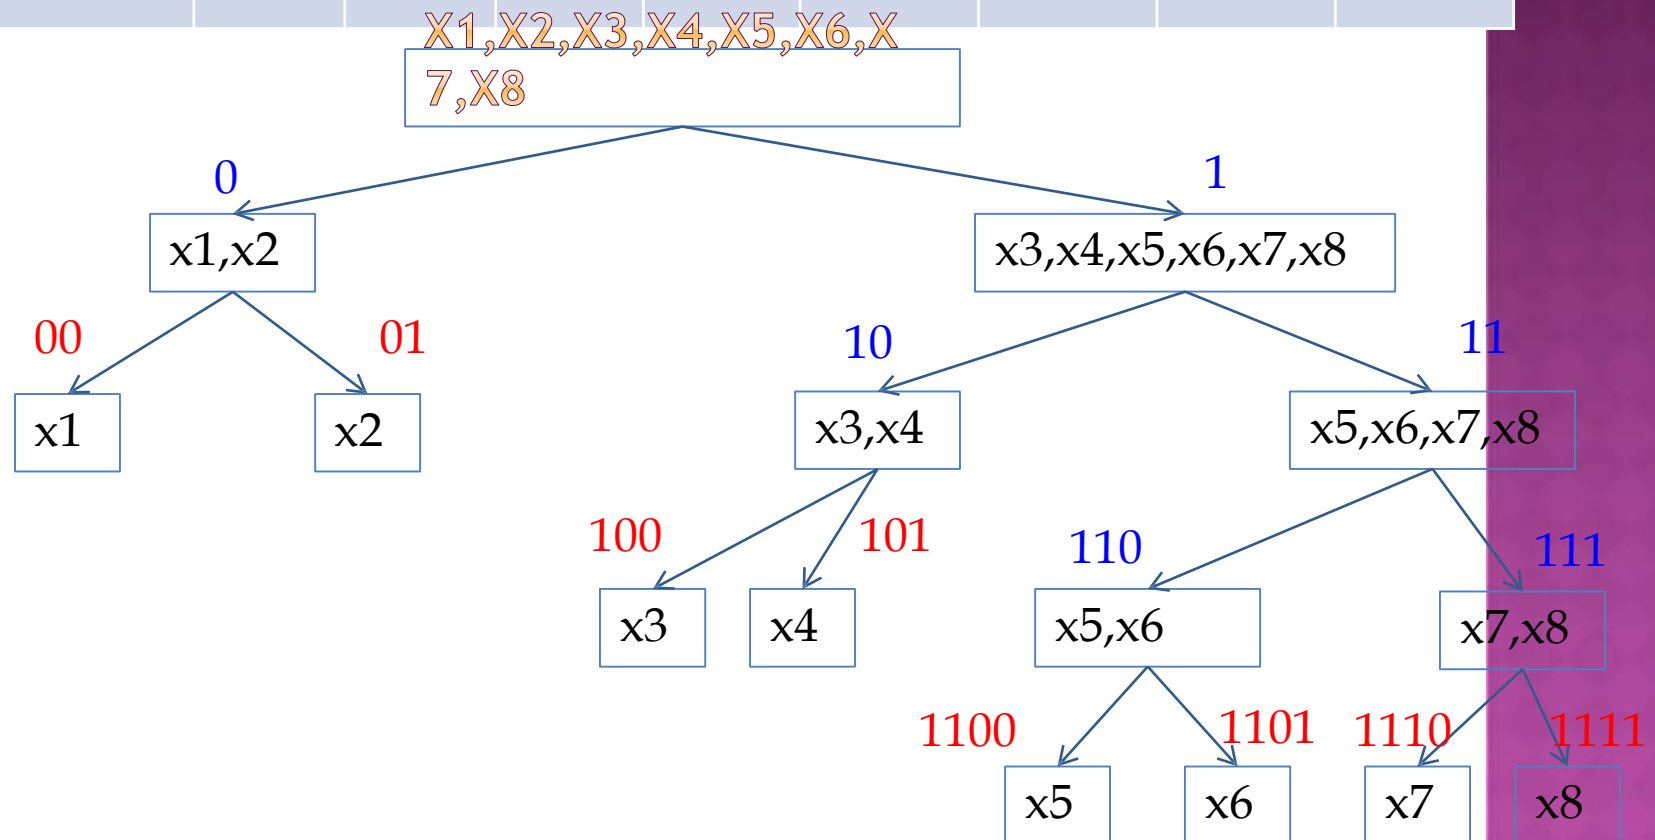 X1,X2,X3,X4,X5,X6,X
7,X8
0
1
x1,x2
x3,x4,x5,x6,x7,x8
00
01
10
11
x1
x2
x3,x4
x5,x6,x7,x8
100
101
110
111
x3
x4
x5,x6
x7,x8
1100
1101
1110
1111
x5
x6
x7
x8